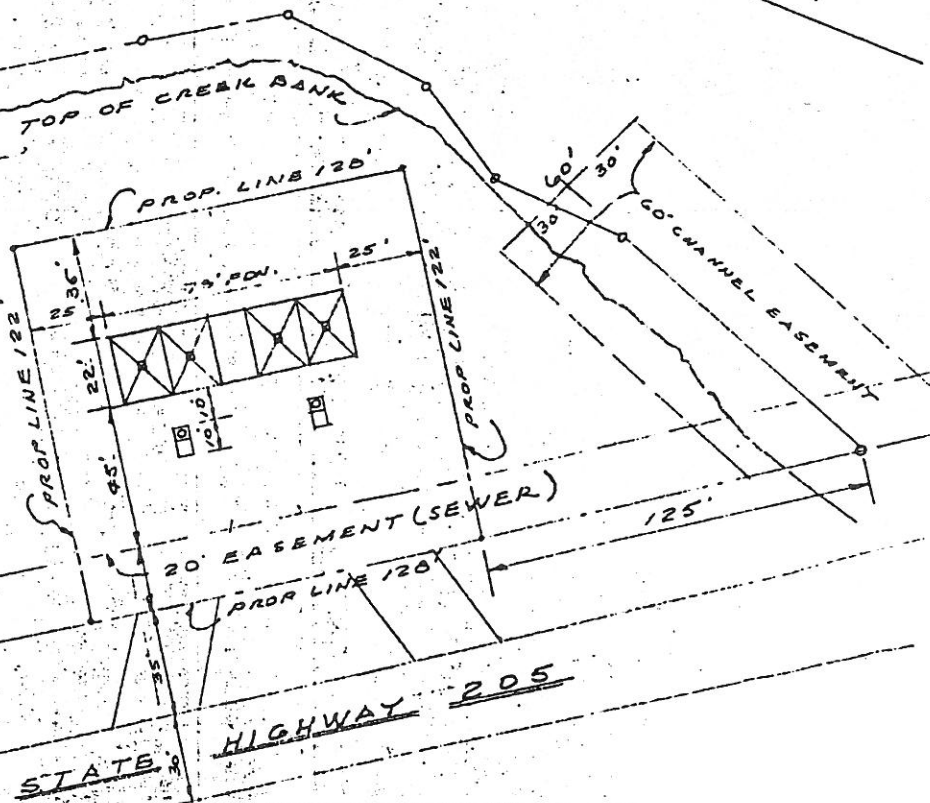 TOP OF CREEK BANK
PROP. LINE 128'
60'
30'
30'
60' CHANNEL EASEMENT
25'
36'
25
PROP LINE 122'
PROP LINE 122'
22'
10'
10'
45'
20' EASEMENT (SEWER)
125'
PROP LINE 128'
35'
STATE HIGHWAY 205
30'